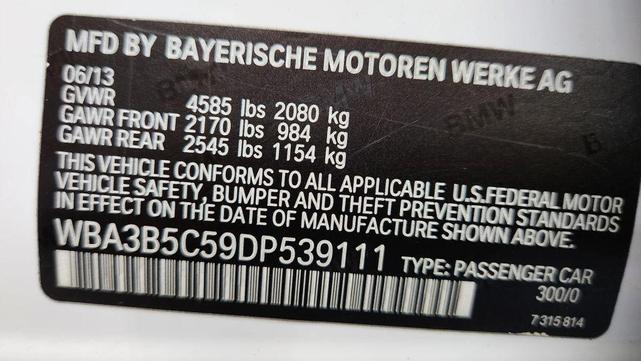 MFD BY BAYERISCHE MOTOREN WERKE AG
06/13
GVWR 4585 lbs 2080 kg
GAWR FRONT 2170 lbs 984 kg
GAWR REAR 2545 lbs 1154 kg
THIS VEHICLE CONFORMS TO ALL APPLICABLE U.S.FEDERAL MOTOR
VEHICLE SAFETY, BUMPER AND THEFT PREVENTION STANDARDS
IN EFFECT ON THE DATE OF MANUFACTURE SHOWN ABOVE.
WBA3B5C59DP539111 TYPE: PASSENGER CAR
300/0
7 315 814
BMW
BMW
B